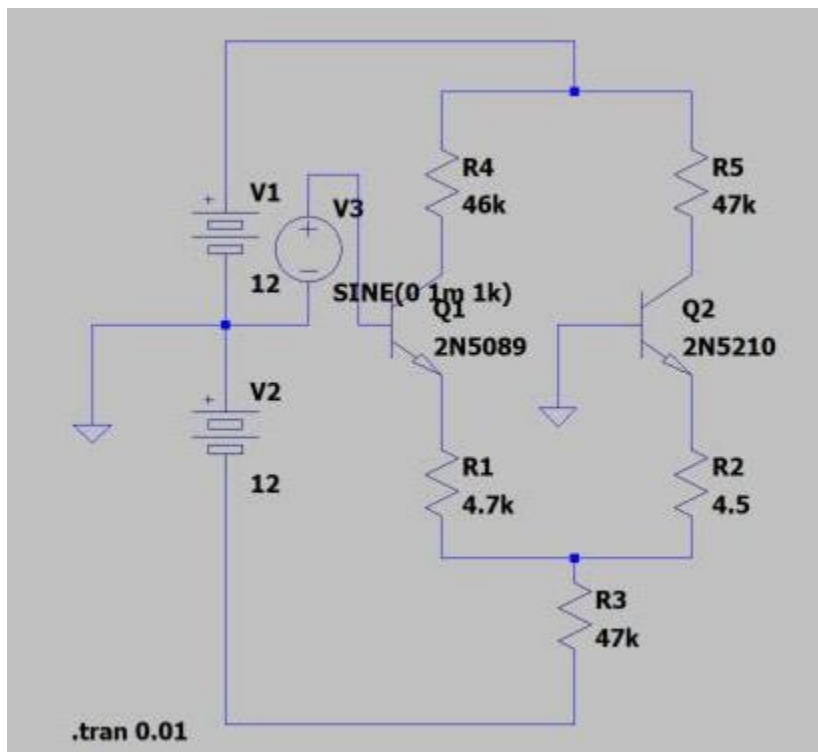 R4
46k
R5
47k
+
V1
12
V3
+
−
SINE(0 1m 1k)
Q1
2N5089
Q2
2N5210
+
V2
12
R1
4.7k
R2
4.5
R3
47k
.tran 0.01